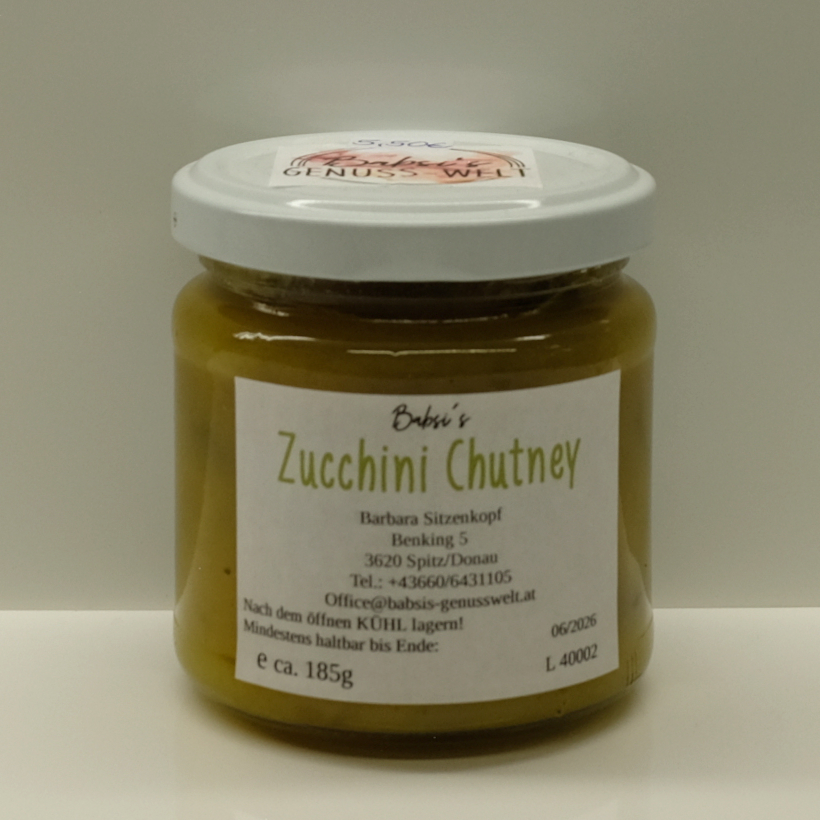 5,50€
Babsi's
GENUSS-WELT
Babsi´s
Zucchini Chutney
Barbara Sitzenkopf
Benking 5
3620 Spitz/Donau
Tel.: +43660/6431105
Office@babsis-genusswelt.at
Nach dem öffnen KÜHL lagern!
Mindestens haltbar bis Ende: 06/2026
e ca. 185g L 40002